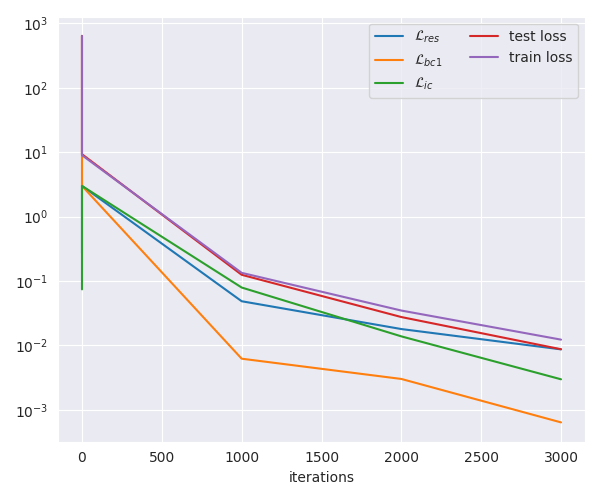 10³
10²
10¹
10⁰
10⁻¹
10⁻²
10⁻³
ℒ_res
ℒ_bc1
ℒ_ic
test loss
train loss
0 500 1000 1500 2000 2500 3000
iterations